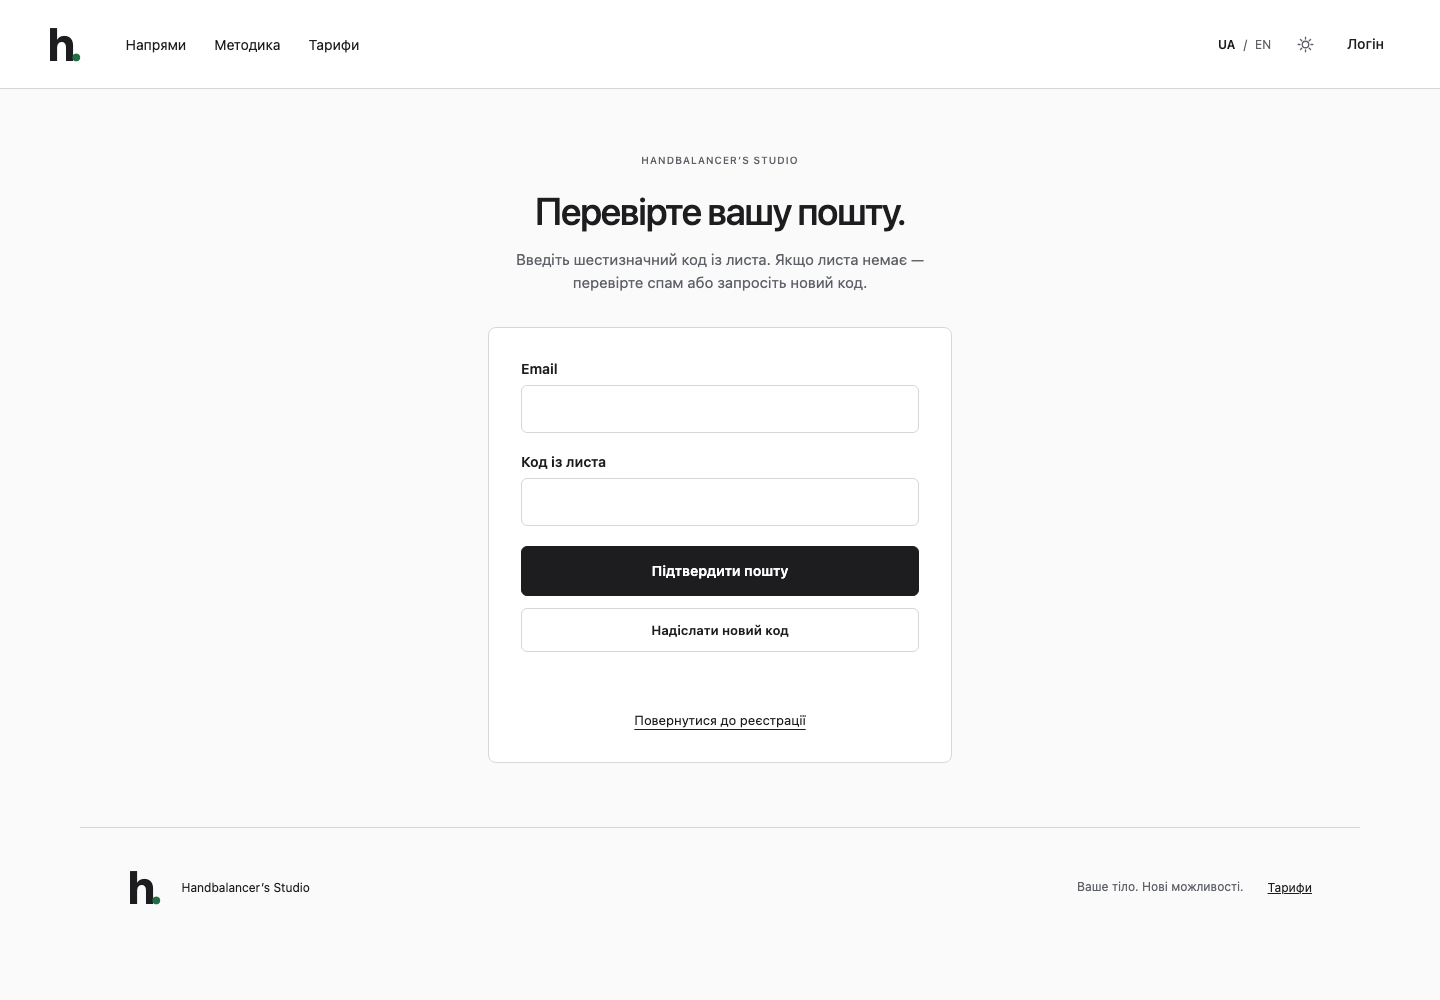 h.
Напрями
Методика
Тарифи
UA / EN
Логін
HANDBALANCER’S STUDIO
Перевірте вашу пошту.
Введіть шестизначний код із листа. Якщо листа немає —
перевірте спам або запросіть новий код.
Email
Код із листа
Підтвердити пошту
Надіслати новий код
Повернутися до реєстрації
h.
Handbalancer’s Studio
Ваше тіло. Нові можливості.
Тарифи